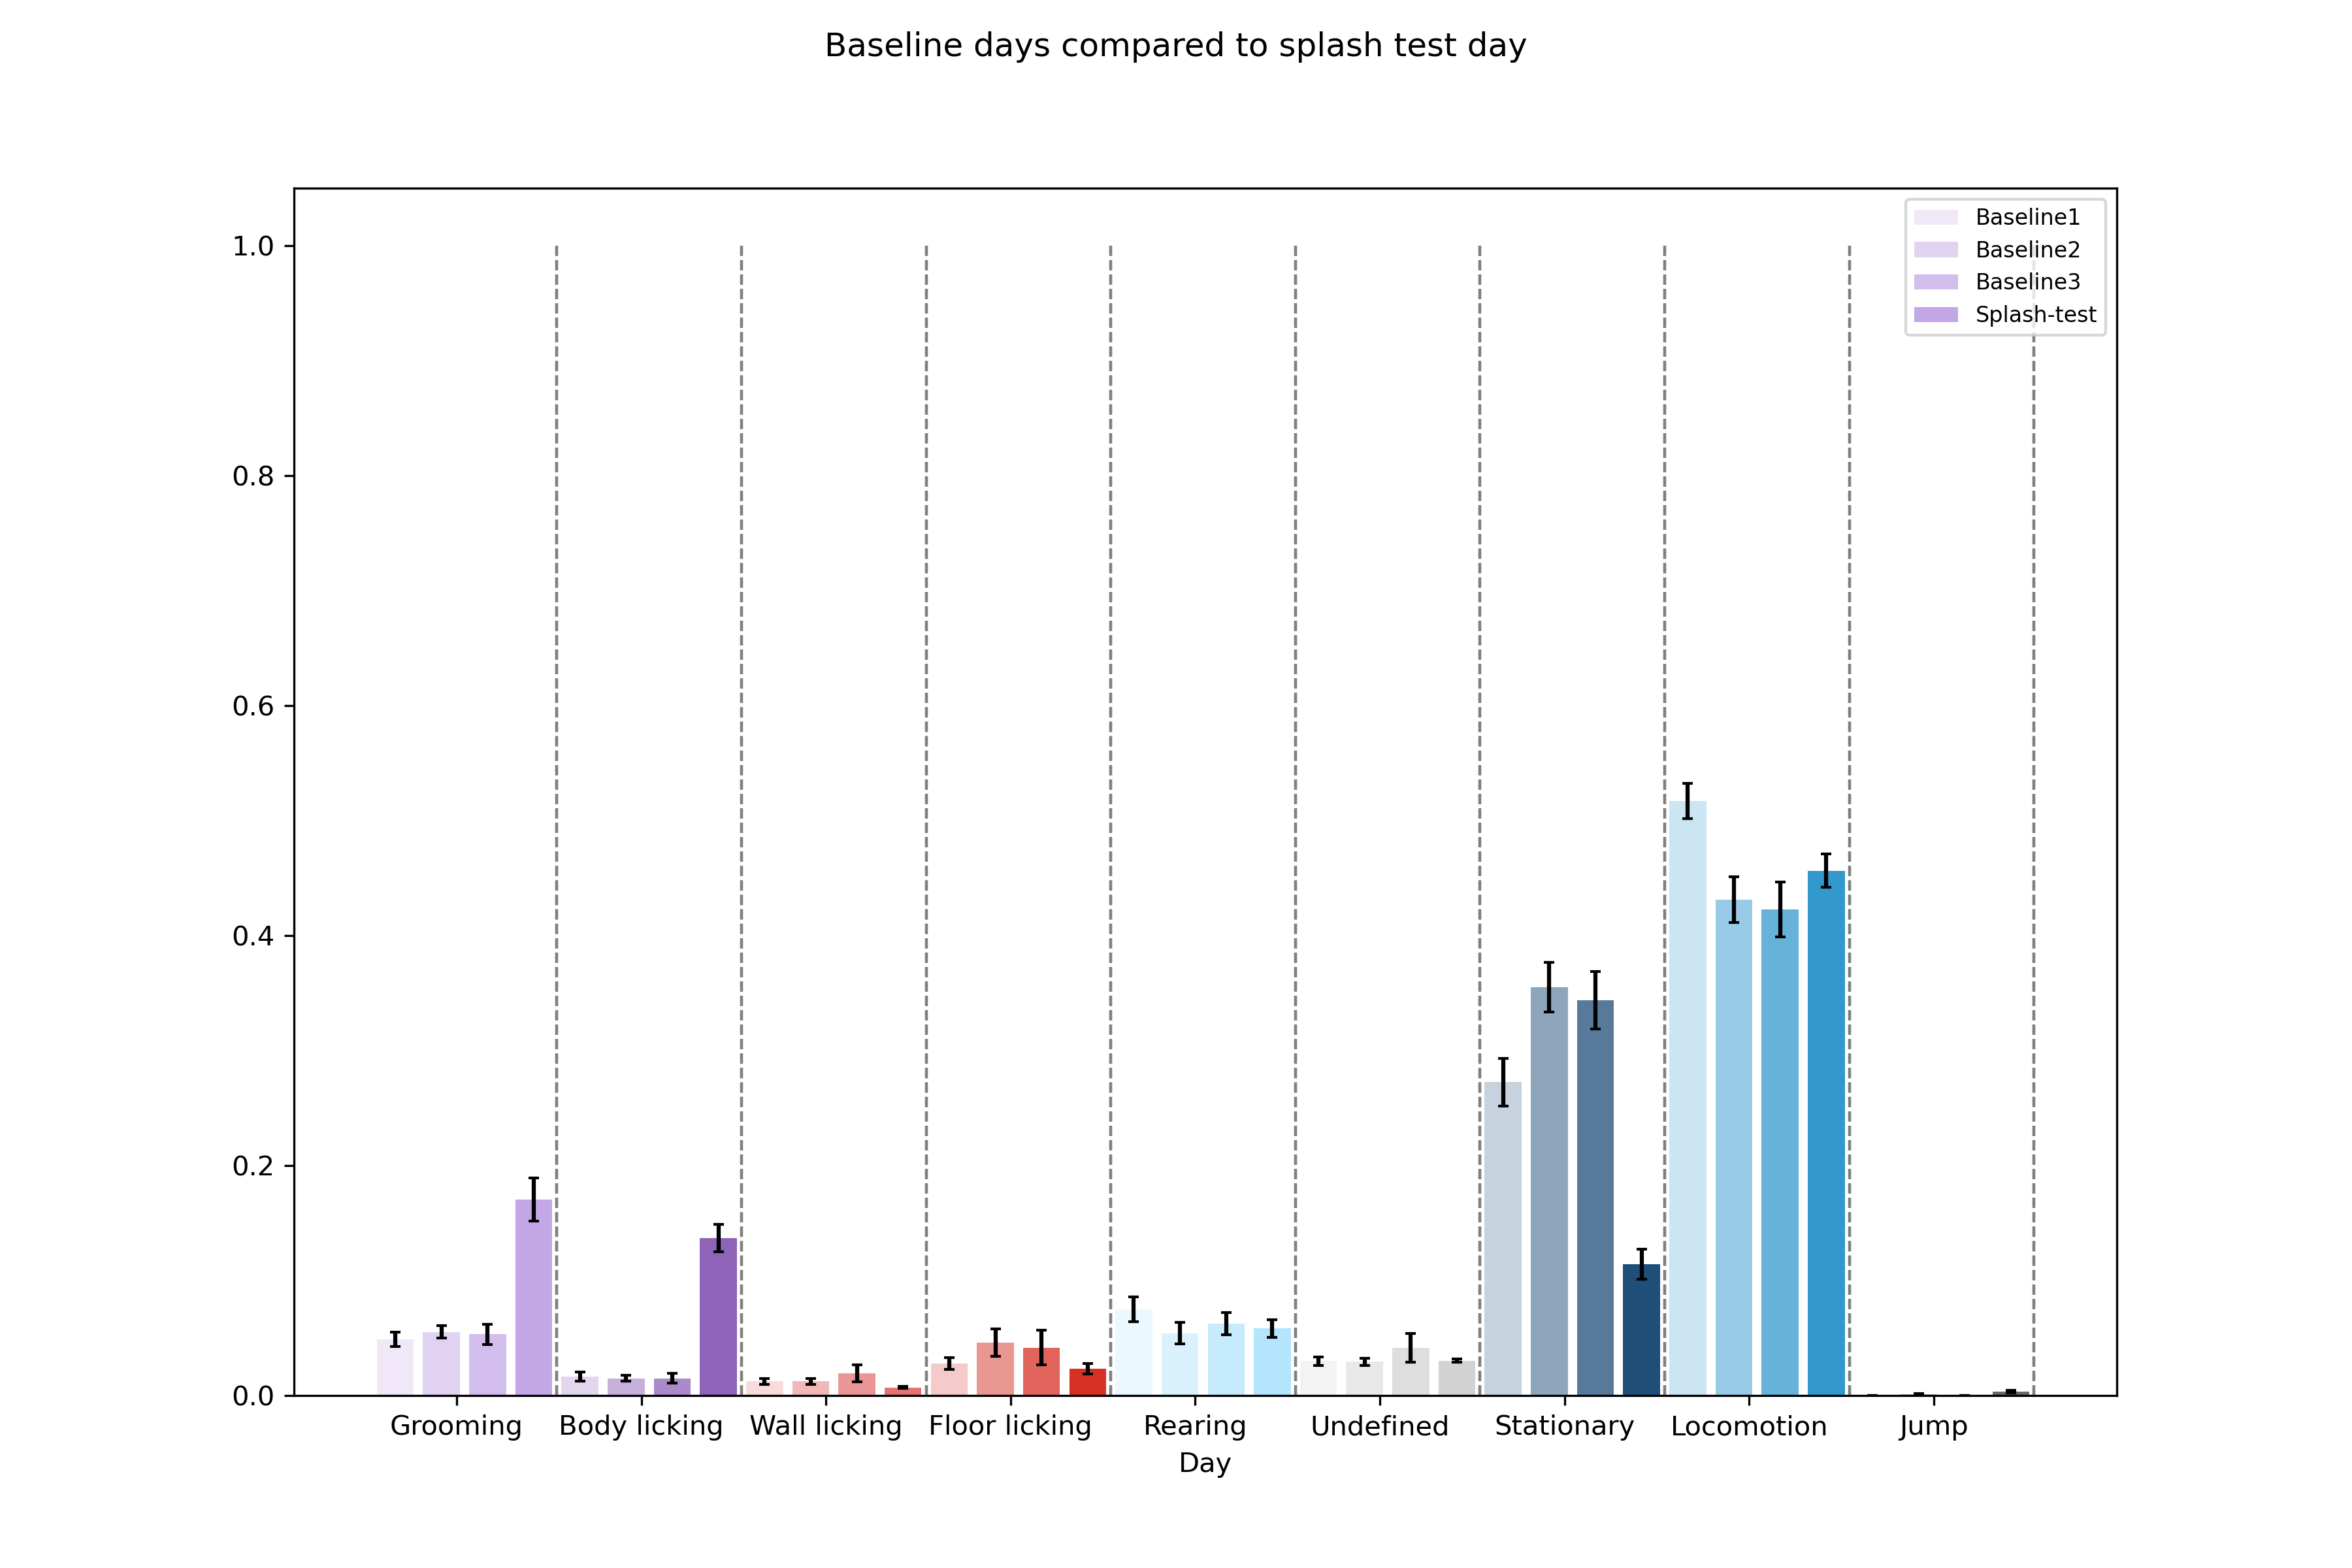 Baseline days compared to splash test day
Baseline1
Baseline2
Baseline3
Splash-test
1.0
0.8
0.6
0.4
0.2
0.0
Grooming Body licking Wall licking Floor licking Rearing Undefined Stationary Locomotion Jump
Day